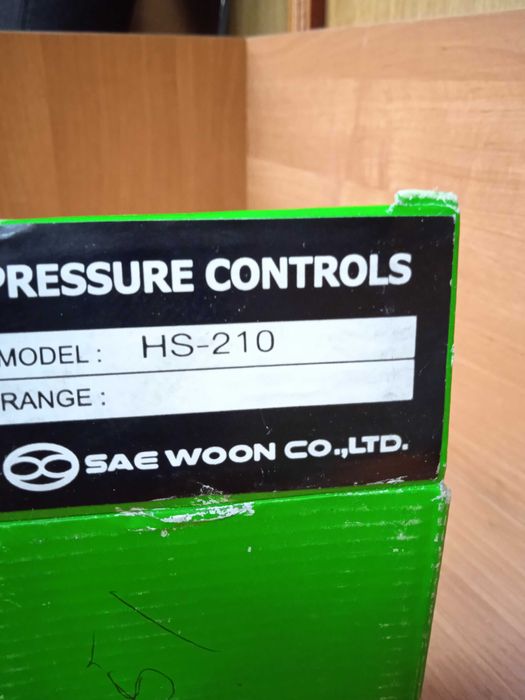 PRESSURE CONTROLS
MODEL : HS-210
RANGE :
SAE WOON CO.,LTD.